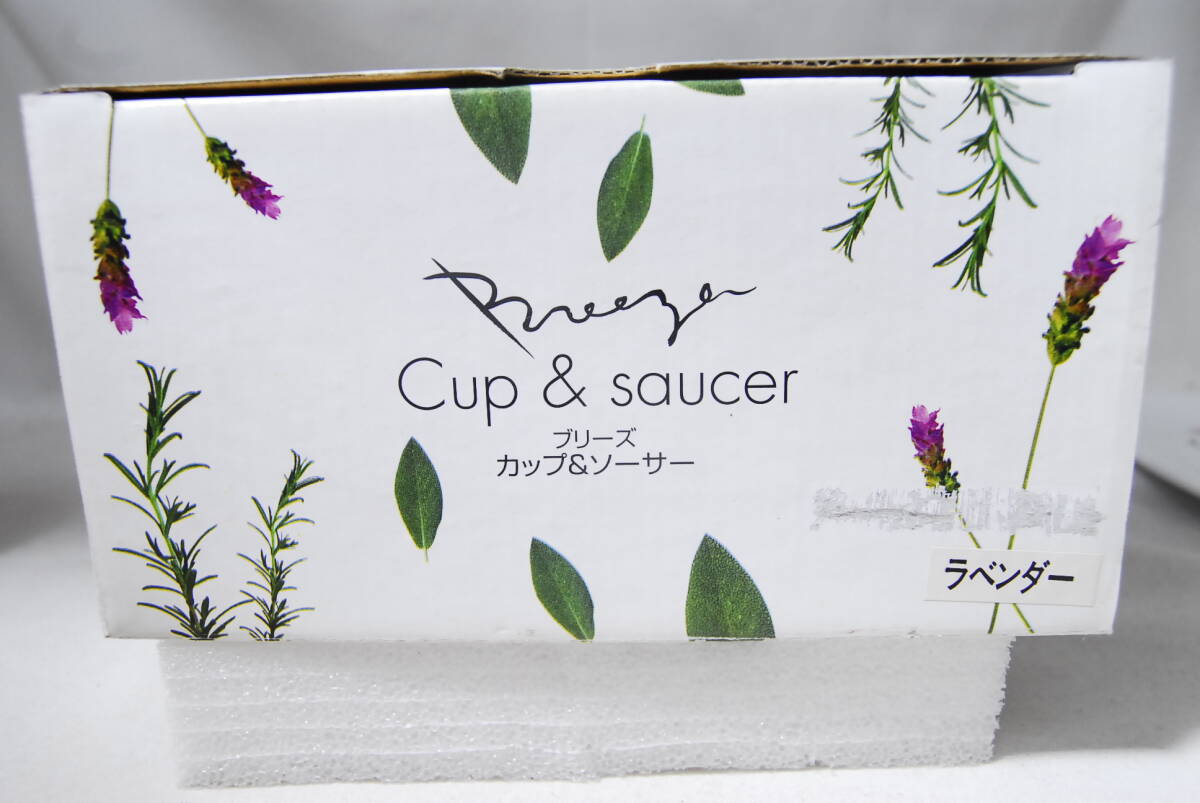 Breeze
Cup & saucer
ブリーズ
カップ&ソーサー
ラベンダー